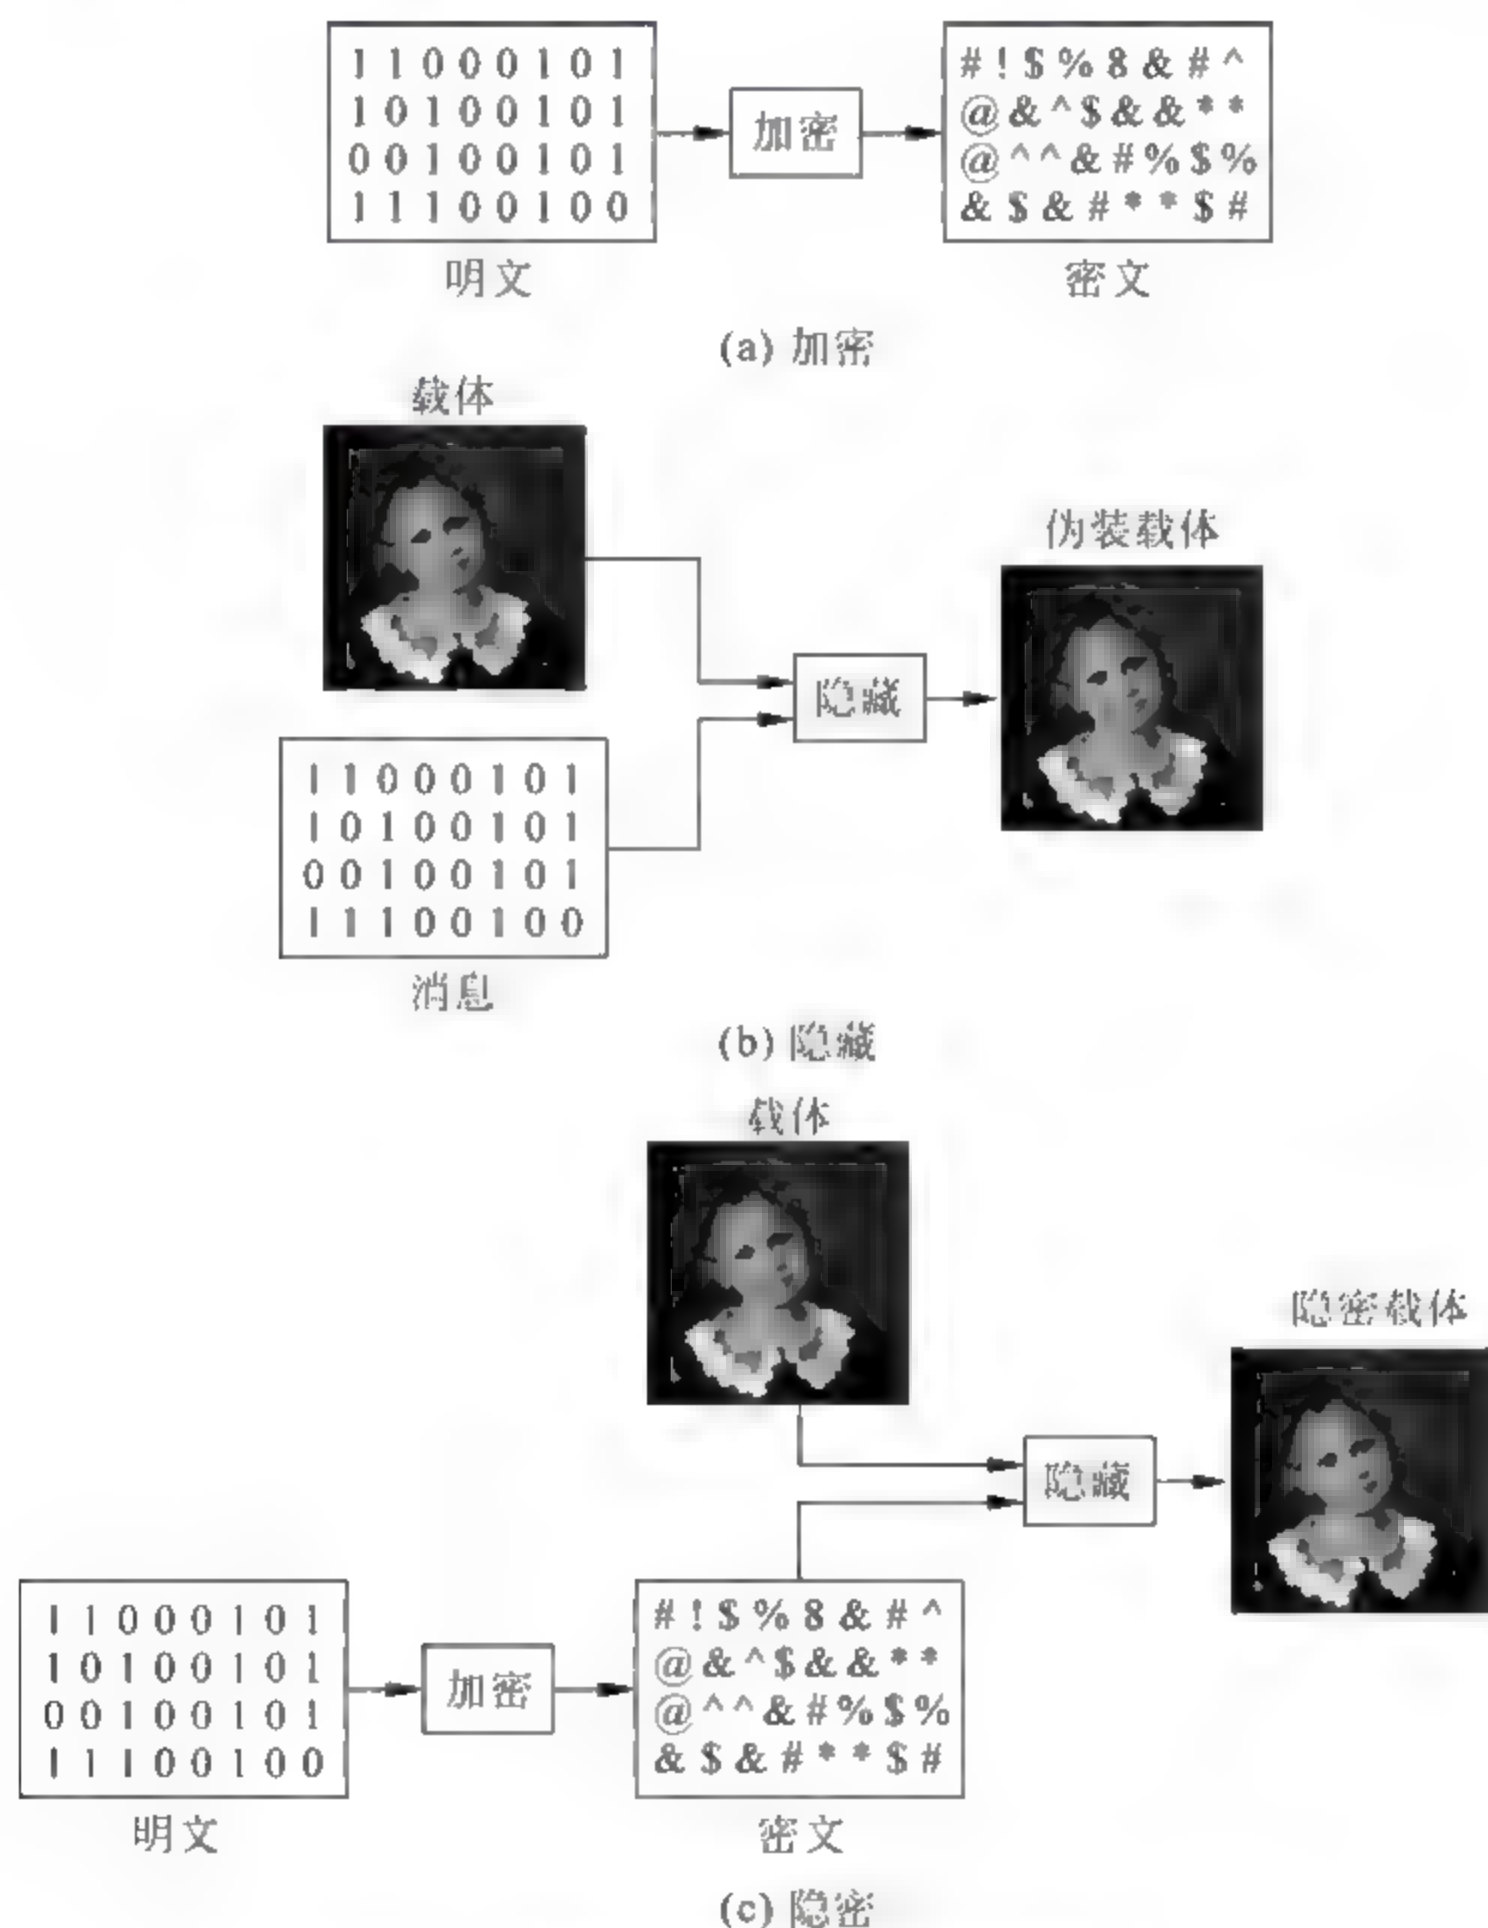 1 1 0 0 0 1 0 1
1 0 1 0 0 1 0 1
0 0 1 0 0 1 0 1
1 1 1 0 0 1 0 0
明文
加密
# ! $ % 8 & # ^
@ & ^ $ & & * *
@ ^ ^ & # % $ %
& $ & # * * $ #
密文
(a) 加密
载体
伪装载体
隐藏
1 1 0 0 0 1 0 1
1 0 1 0 0 1 0 1
0 0 1 0 0 1 0 1
1 1 1 0 0 1 0 0
消息
(b) 隐藏
载体
隐密载体
隐藏
1 1 0 0 0 1 0 1
1 0 1 0 0 1 0 1
0 0 1 0 0 1 0 1
1 1 1 0 0 1 0 0
明文
加密
# ! $ % 8 & # ^
@ & ^ $ & & * *
@ ^ ^ & # % $ %
& $ & # * * $ #
密文
(c) 隐密